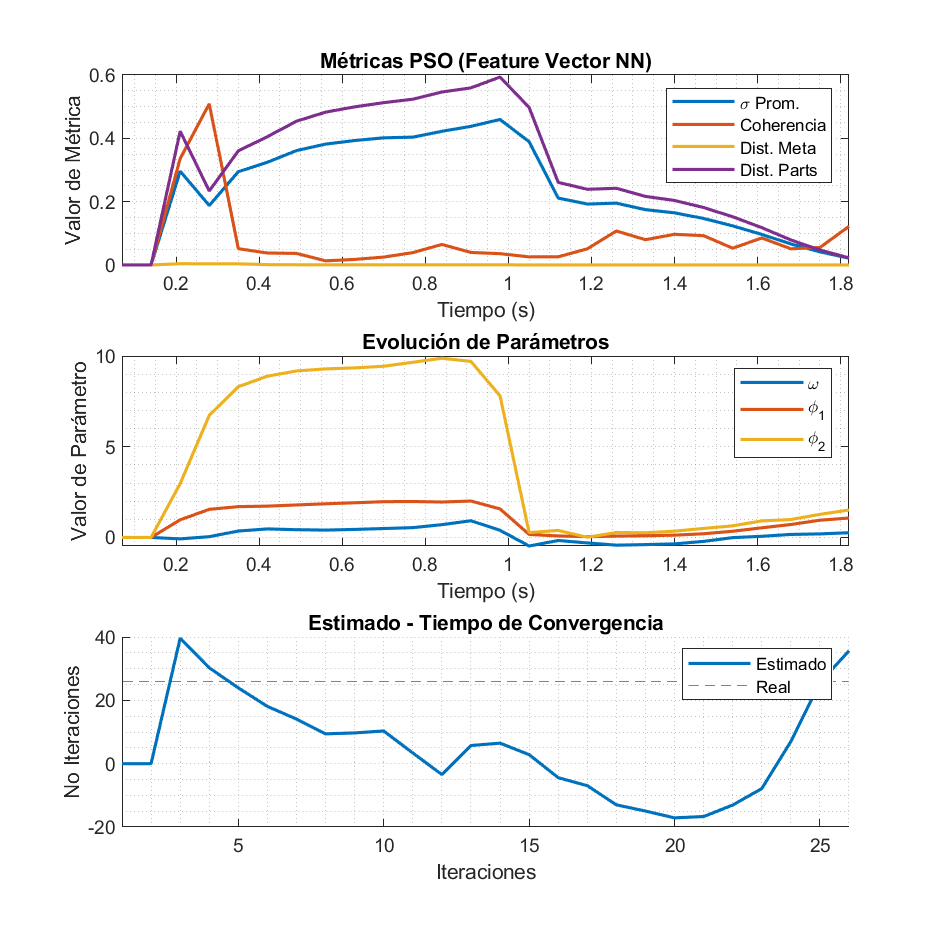 Métricas PSO (Feature Vector NN)
Valor de Métrica
0.6
0.4
0.2
0
σ Prom.
Coherencia
Dist. Meta
Dist. Parts
0.2 0.4 0.6 0.8 1 1.2 1.4 1.6 1.8
Tiempo (s)
Evolución de Parámetros
Valor de Parámetro
10
5
0
ω
ϕ₁
ϕ₂
0.2 0.4 0.6 0.8 1 1.2 1.4 1.6 1.8
Tiempo (s)
Estimado - Tiempo de Convergencia
No Iteraciones
40
20
0
-20
Estimado
Real
5 10 15 20 25
Iteraciones